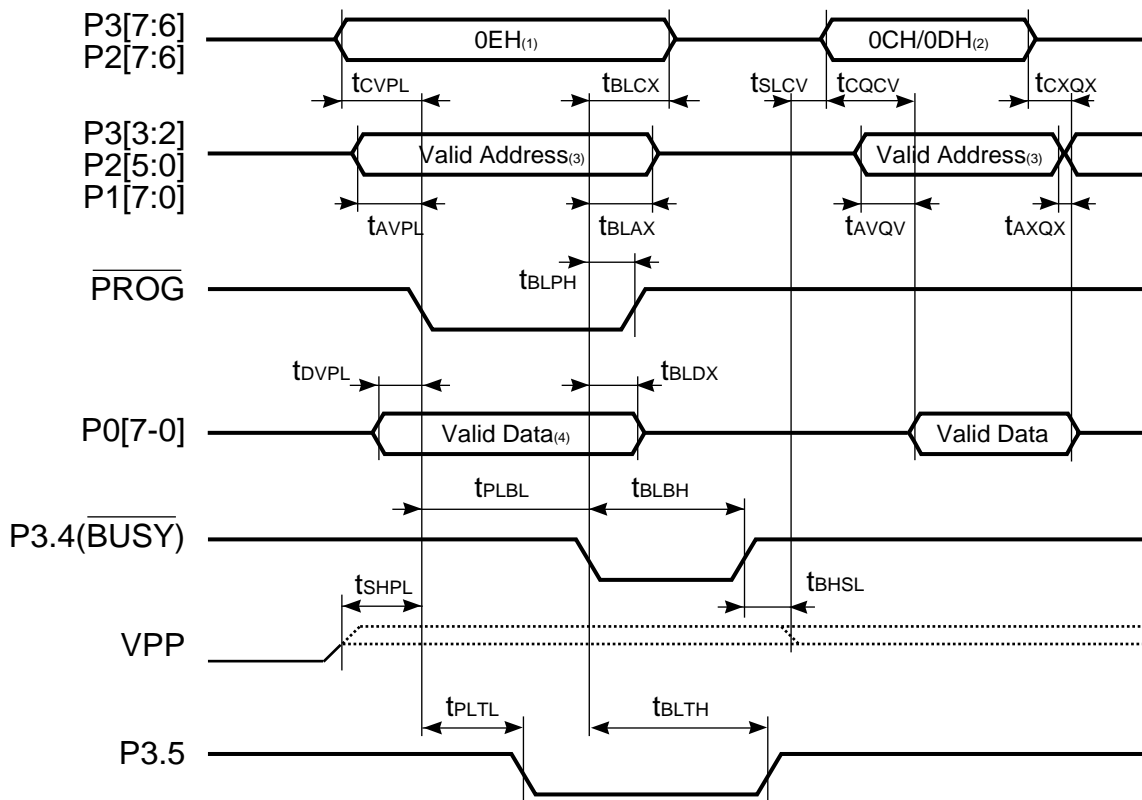 P3[7:6]
P2[7:6]
0EH(1)
0CH/0DH(2)
tCVPL
tBLCX
tSLCV
tCQCV
tCXQX
P3[3:2]
P2[5:0]
P1[7:0]
Valid Address(3)
Valid Address(3)
tAVPL
tBLAX
tAVQV
tAXQX
PROG
tBLPH
tDVPL
tBLDX
P0[7-0]
Valid Data(4)
Valid Data
tPLBL
tBLBH
P3.4(BUSY)
tSHPL
tBHSL
VPP
tPLTL
tBLTH
P3.5